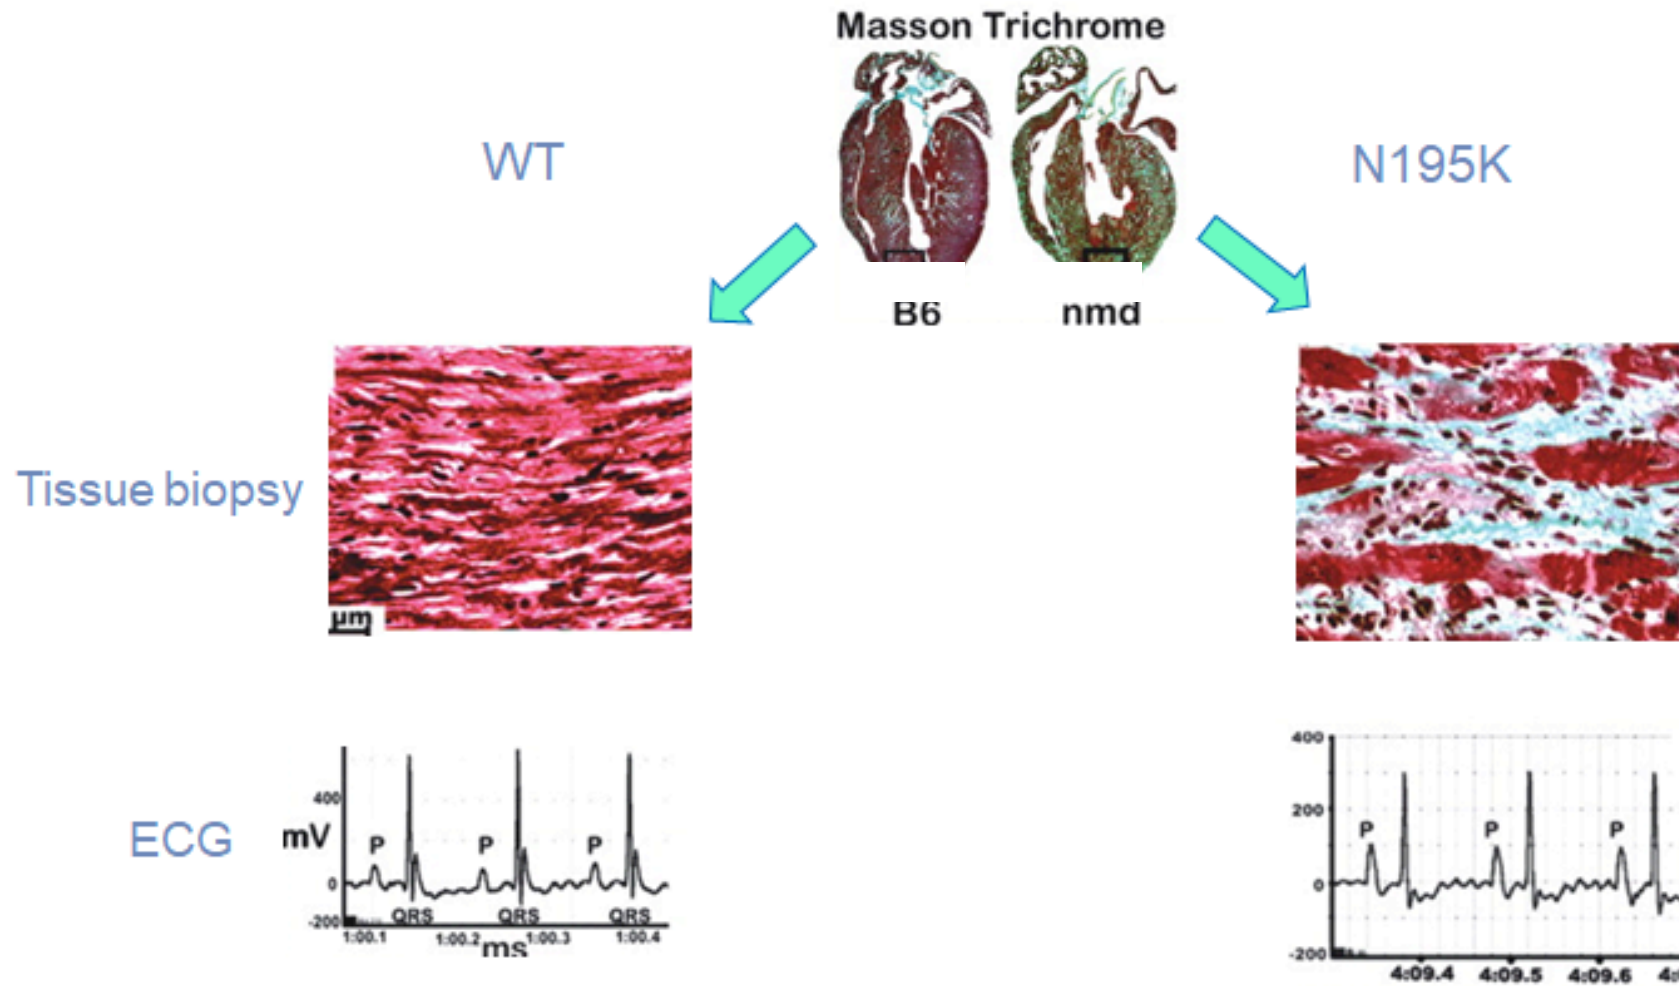 Masson Trichrome
WT
N195K
B6
nmd
Tissue biopsy
µm
ECG
mV
400
0
-200
P
P
P
QRS
QRS
QRS
1:00.1
1:00.2
1:00.3
1:00.4
ms
400
200
0
-200
P
P
P
4:09.4
4:09.5
4:09.6